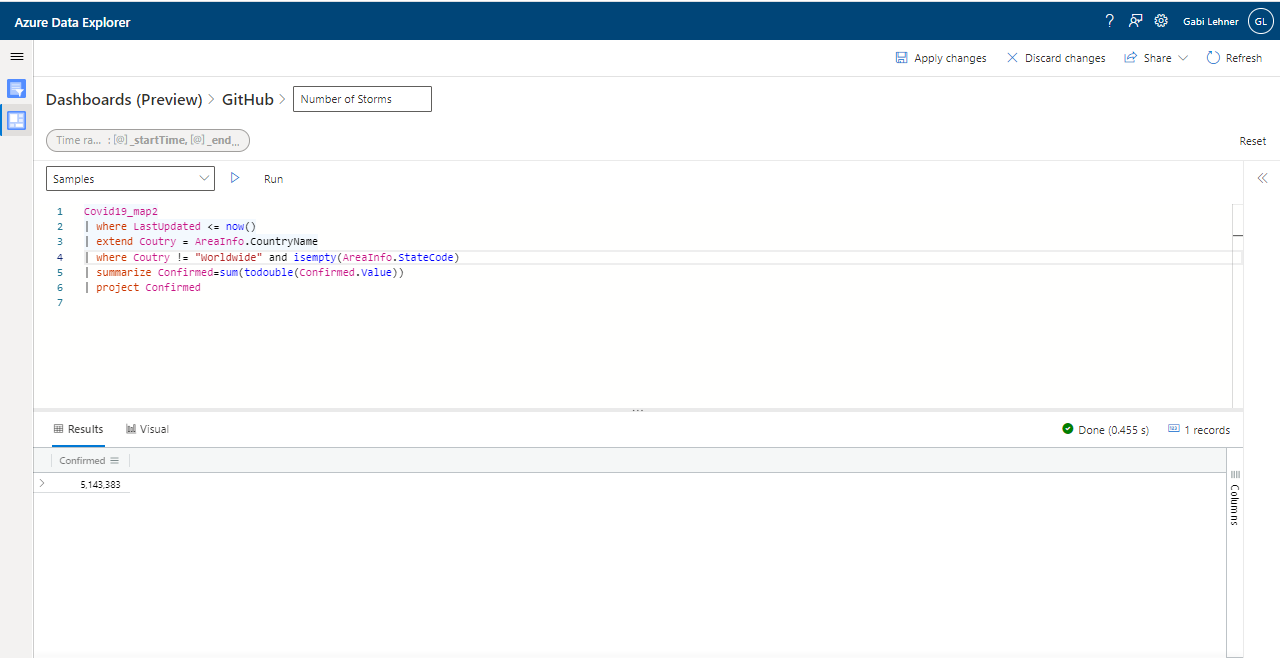 Azure Data Explorer
? Gabi Lehner GL
Apply changes Discard changes Share Refresh
Dashboards (Preview) > GitHub > Number of Storms
Time ra... : [@] _startTime, [@] _end_...
Reset
Samples Run
1 Covid19_map2
2 | where LastUpdated <= now()
3 | extend Coutry = AreaInfo.CountryName
4 | where Coutry != "Worldwide" and isempty(AreaInfo.StateCode)
5 | summarize Confirmed=sum(todouble(Confirmed.Value))
6 | project Confirmed
7
Results Visual Done (0.455 s) 1 records
Confirmed
5,143,383
Columns